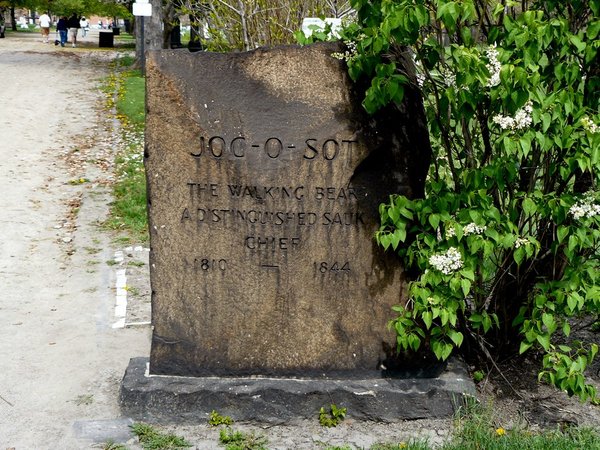 JOC-O-SOT
THE WALKING BEAR
A DISTINGUISHED SAUK
CHIEF
1810 — 1844